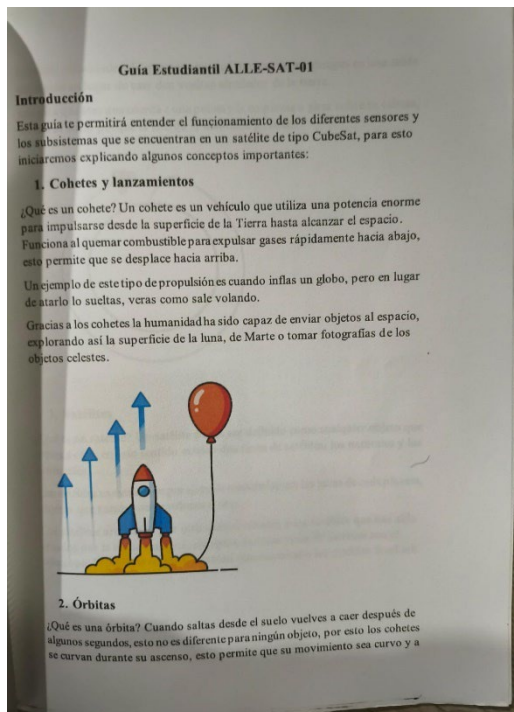 Guía Estudiantil ALLE-SAT-01
Introducción
Esta guía te permitirá entender el funcionamiento de los diferentes sensores y
los subsistemas que se encuentran en un satélite de tipo CubeSat, para esto
iniciaremos explicando algunos conceptos importantes:
1. Cohetes y lanzamientos
¿Qué es un cohete? Un cohete es un vehículo que utiliza una potencia enorme
para impulsarse desde la superficie de la Tierra hasta alcanzar el espacio.
Funciona al quemar combustible para expulsar gases rápidamente hacia abajo,
esto permite que se desplace hacia arriba.
Un ejemplo de este tipo de propulsión es cuando inflas un globo, pero en lugar
de atarlo lo sueltas, veras como sale volando.
Gracias a los cohetes la humanidad ha sido capaz de enviar objetos al espacio,
explorando así la superficie de la luna, de Marte o tomar fotografías de los
objetos celestes.
2. Órbitas
¿Qué es una órbita? Cuando saltas desde el suelo vuelves a caer después de
algunos segundos, esto no es diferente para ningún objeto, por esto los cohetes
se curvan durante su ascenso, esto permite que su movimiento sea curvo y a